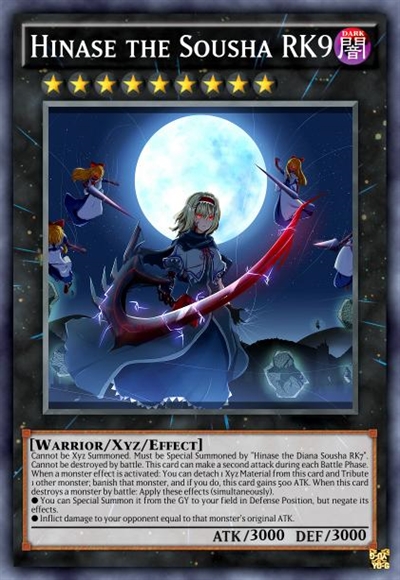 HINASE THE SOUSHA RK9
DARK
闇
[WARRIOR/XYZ/EFFECT]
Cannot be Xyz Summoned. Must be Special Summoned by "Hinase the Diana Sousha RK7".
Cannot be destroyed by battle. This card can make a second attack during each Battle Phase.
When a monster effect is activated: You can detach 1 Xyz Material from this card and Tribute
1 other monster; banish that monster, and if you do, this card gains 500 ATK. When this card
destroys a monster by battle: Apply these effects (simultaneously).
● You can Special Summon it from the GY to your field in Defense Position, but negate its
effects.
● Inflict damage to your opponent equal to that monster's original ATK.
ATK/3000 DEF/3000